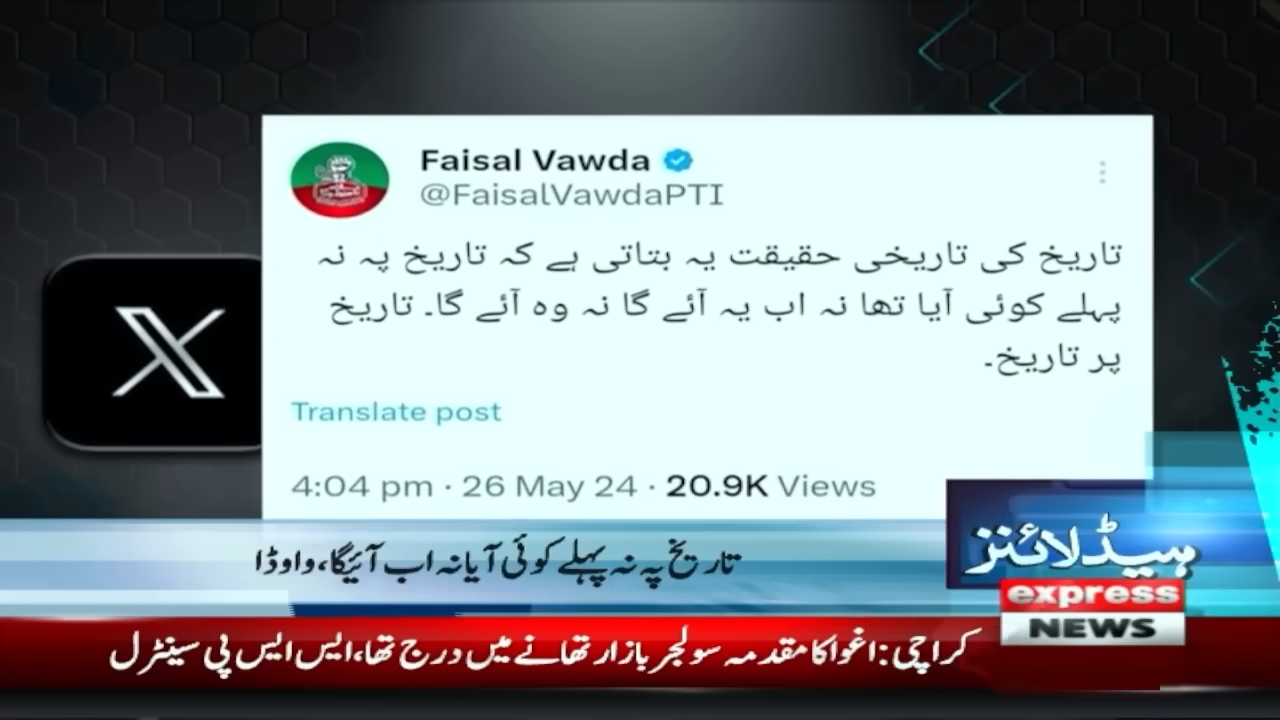 Faisal Vawda
@FaisalVawdaPTI
تاریخ کی تاریخی حقیقت یہ بتاتی ہے کہ تاریخ پہ نہ
پہلے کوئی آیا تھا نہ اب یہ آئے گا نہ وہ آئے گا۔ تاریخ
پر تاریخ۔
Translate post
4:04 pm · 26 May 24 · 20.9K Views
ہیڈلائنز
تاریخ پہ نہ پہلے کوئی آیا نہ اب آئیگا، واوڈا
express
NEWS
کراچی: اغوا کا مقدمہ سولجر بازار تھانے میں درج تھا، ایس ایس پی سینٹرل